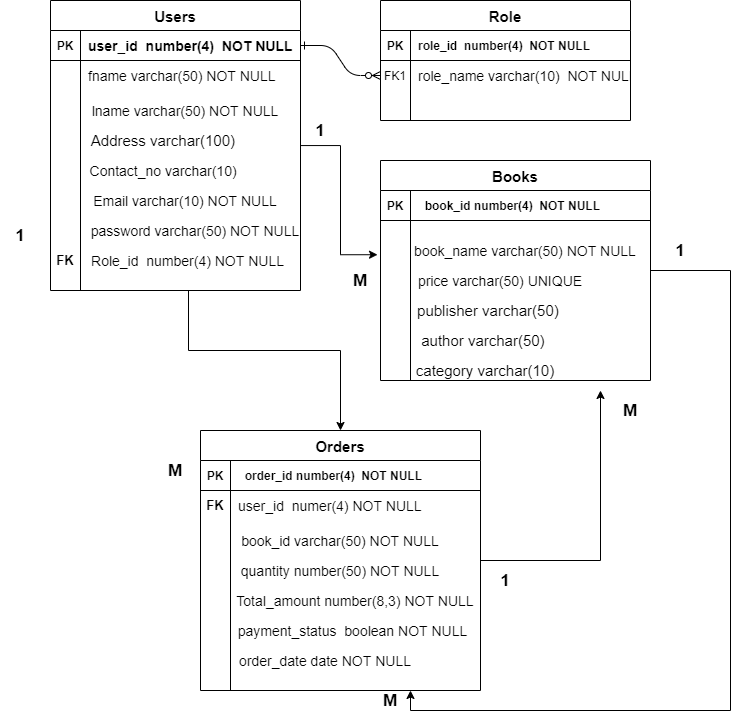 Users
PK user_id number(4) NOT NULL
fname varchar(50) NOT NULL
lname varchar(50) NOT NULL
Address varchar(100)
Contact_no varchar(10)
Email varchar(10) NOT NULL
password varchar(50) NOT NULL
FK Role_id number(4) NOT NULL
Role
PK role_id number(4) NOT NULL
FK1 role_name varchar(10) NOT NUL
1
1
M
Books
PK book_id number(4) NOT NULL
book_name varchar(50) NOT NULL
price varchar(50) UNIQUE
publisher varchar(50)
author varchar(50)
category varchar(10)
1
M
M
Orders
PK order_id number(4) NOT NULL
FK user_id numer(4) NOT NULL
book_id varchar(50) NOT NULL
quantity number(50) NOT NULL
Total_amount number(8,3) NOT NULL
payment_status boolean NOT NULL
order_date date NOT NULL
1
M